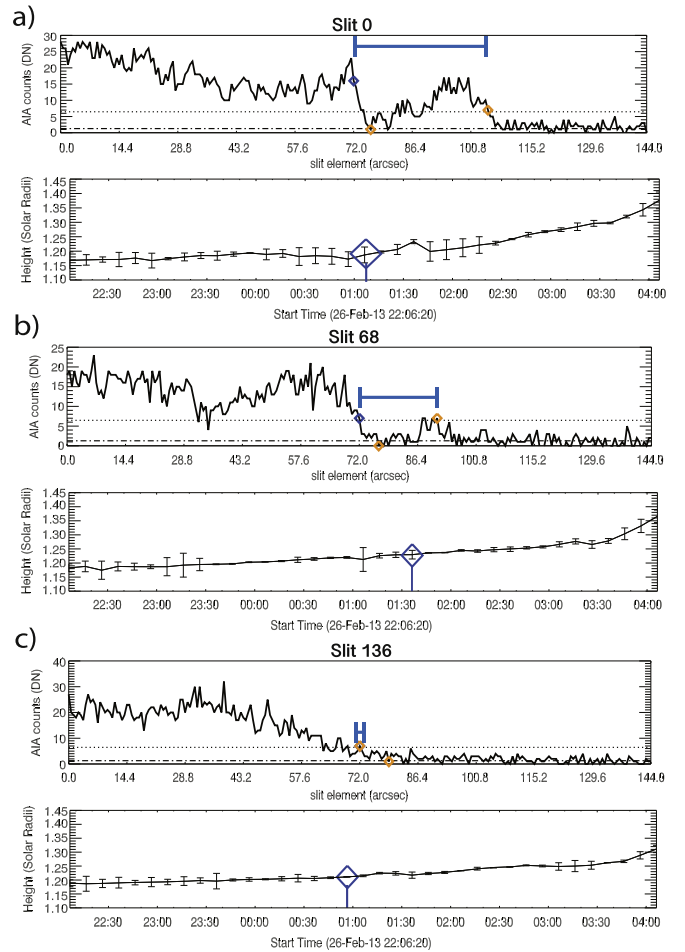 a)
Slit 0
AIA counts (DN)
30
25
20
15
10
5
0
0.0 14.4 28.8 43.2 57.6 72.0 86.4 100.8 115.2 129.6 144.0
slit element (arcsec)
Height (Solar Radii)
1.45
1.40
1.35
1.30
1.25
1.20
1.15
1.10
22:30 23:00 23:30 00:00 00:30 01:00 01:30 02:00 02:30 03:00 03:30 04:00
Start Time (26-Feb-13 22:06:20)
b)
Slit 68
AIA counts (DN)
25
20
15
10
5
0
0.0 14.4 28.8 43.2 57.6 72.0 86.4 100.8 115.2 129.6 144.0
slit element (arcsec)
Height (Solar Radii)
1.45
1.40
1.35
1.30
1.25
1.20
1.15
1.10
22:30 23:00 23:30 00:00 00:30 01:00 01:30 02:00 02:30 03:00 03:30 04:00
Start Time (26-Feb-13 22:06:20)
c)
Slit 136
AIA counts (DN)
40
30
20
10
0
0.0 14.4 28.8 43.2 57.6 72.0 86.4 100.8 115.2 129.6 144.0
slit element (arcsec)
Height (Solar Radii)
1.45
1.40
1.35
1.30
1.25
1.20
1.15
1.10
22:30 23:00 23:30 00:00 00:30 01:00 01:30 02:00 02:30 03:00 03:30 04:00
Start Time (26-Feb-13 22:06:20)